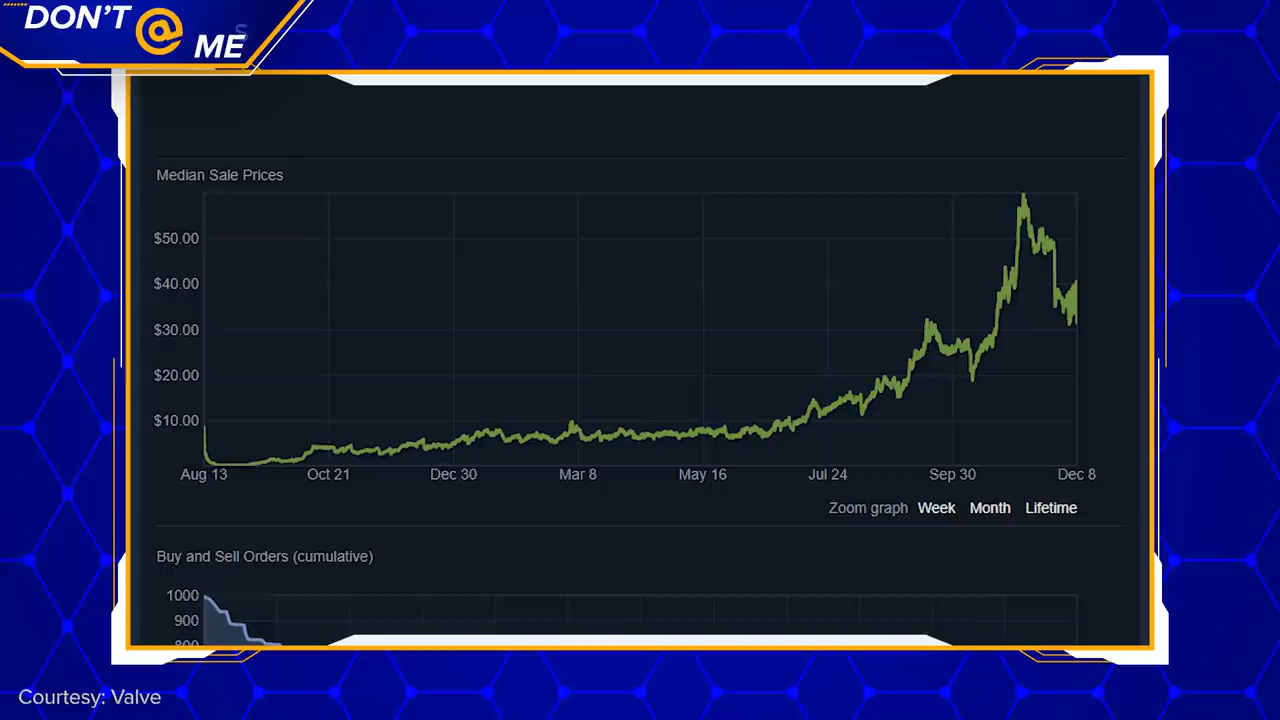 DON'T @ ME
Median Sale Prices
$50.00
$40.00
$30.00
$20.00
$10.00
Aug 13 Oct 21 Dec 30 Mar 8 May 16 Jul 24 Sep 30 Dec 8
Zoom graph Week Month Lifetime
Buy and Sell Orders (cumulative)
1000
900
800
Courtesy: Valve